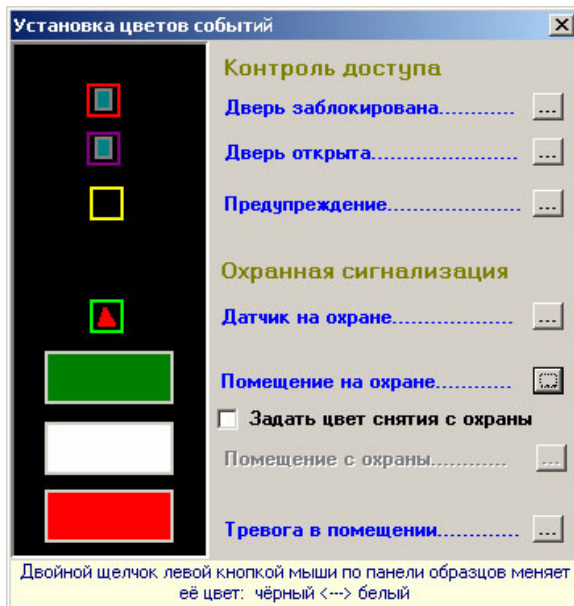 Установка цветов событий
Контроль доступа
Дверь заблокирована............ ...
Дверь открыта....................... ...
Предупреждение..................... ...
Охранная сигнализация
Датчик на охране................... ...
Помещение на охране............ ...
Задать цвет снятия с охраны
Помещение с охраны............ ...
Тревога в помещении............. ...
Двойной щелчок левой кнопкой мыши по панели образцов меняет
её цвет: чёрный <---> белый